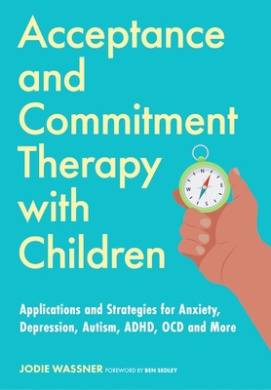 Acceptance
and
Commitment
Therapy
with
Children
Applications and Strategies for Anxiety,
Depression, Autism, ADHD, OCD and More
JODIE WASSNER FOREWORD BY BEN SEDLEY